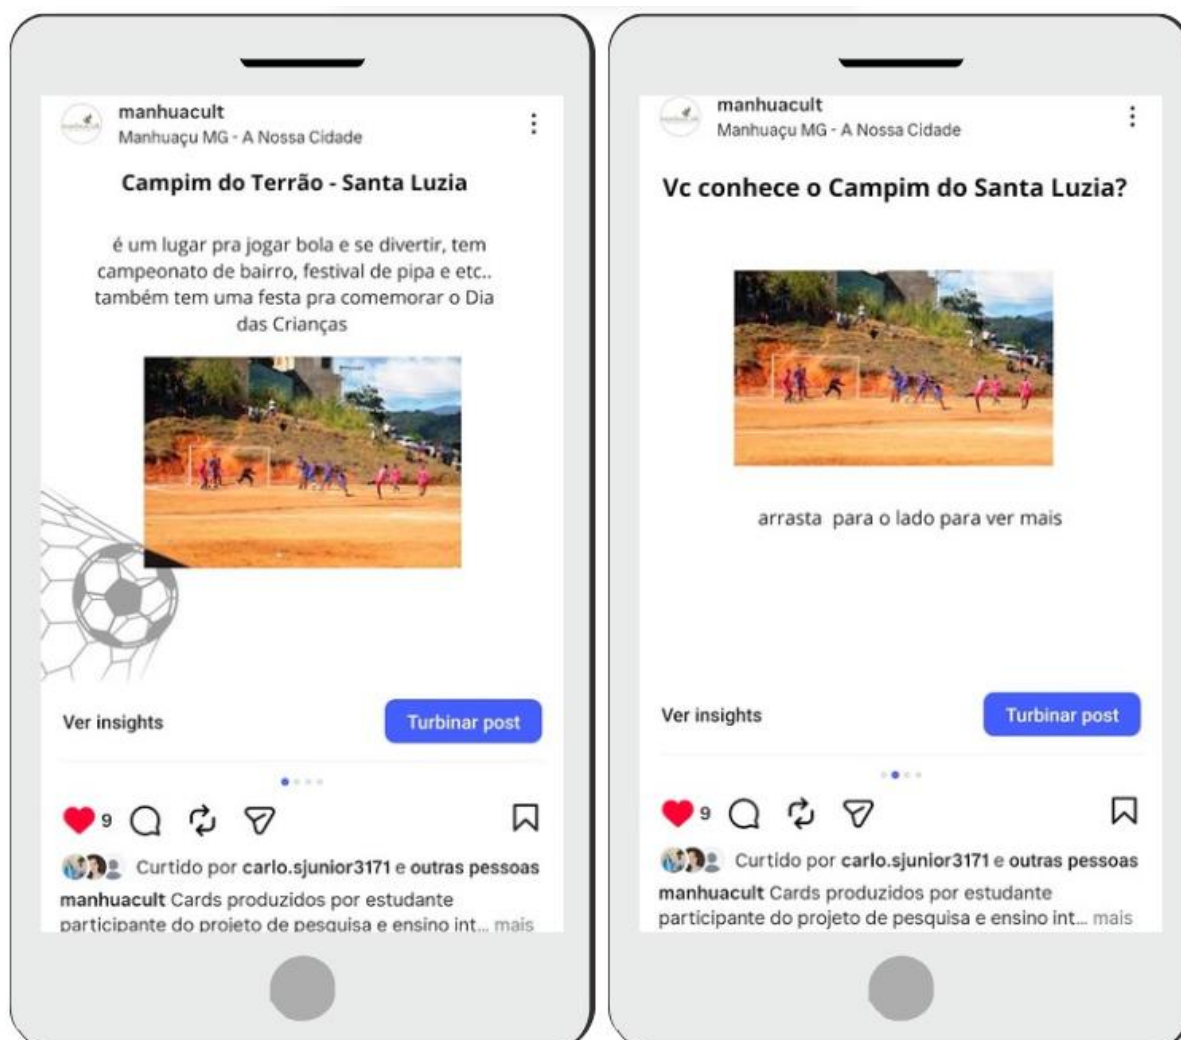 manhuacult
Manhuaçu MG - A Nossa Cidade
Campim do Terrão - Santa Luzia
é um lugar pra jogar bola e se divertir, tem
campeonato de bairro, festival de pipa e etc..
também tem uma festa pra comemorar o Dia
das Crianças
Ver insights
Turbinar post
9
Curtido por carlo.sjunior3171 e outras pessoas
manhuacult Cards produzidos por estudante
participante do projeto de pesquisa e ensino int... mais
manhuacult
Manhuaçu MG - A Nossa Cidade
Vc conhece o Campim do Santa Luzia?
arrasta para o lado para ver mais
Ver insights
Turbinar post
9
Curtido por carlo.sjunior3171 e outras pessoas
manhuacult Cards produzidos por estudante
participante do projeto de pesquisa e ensino int... mais